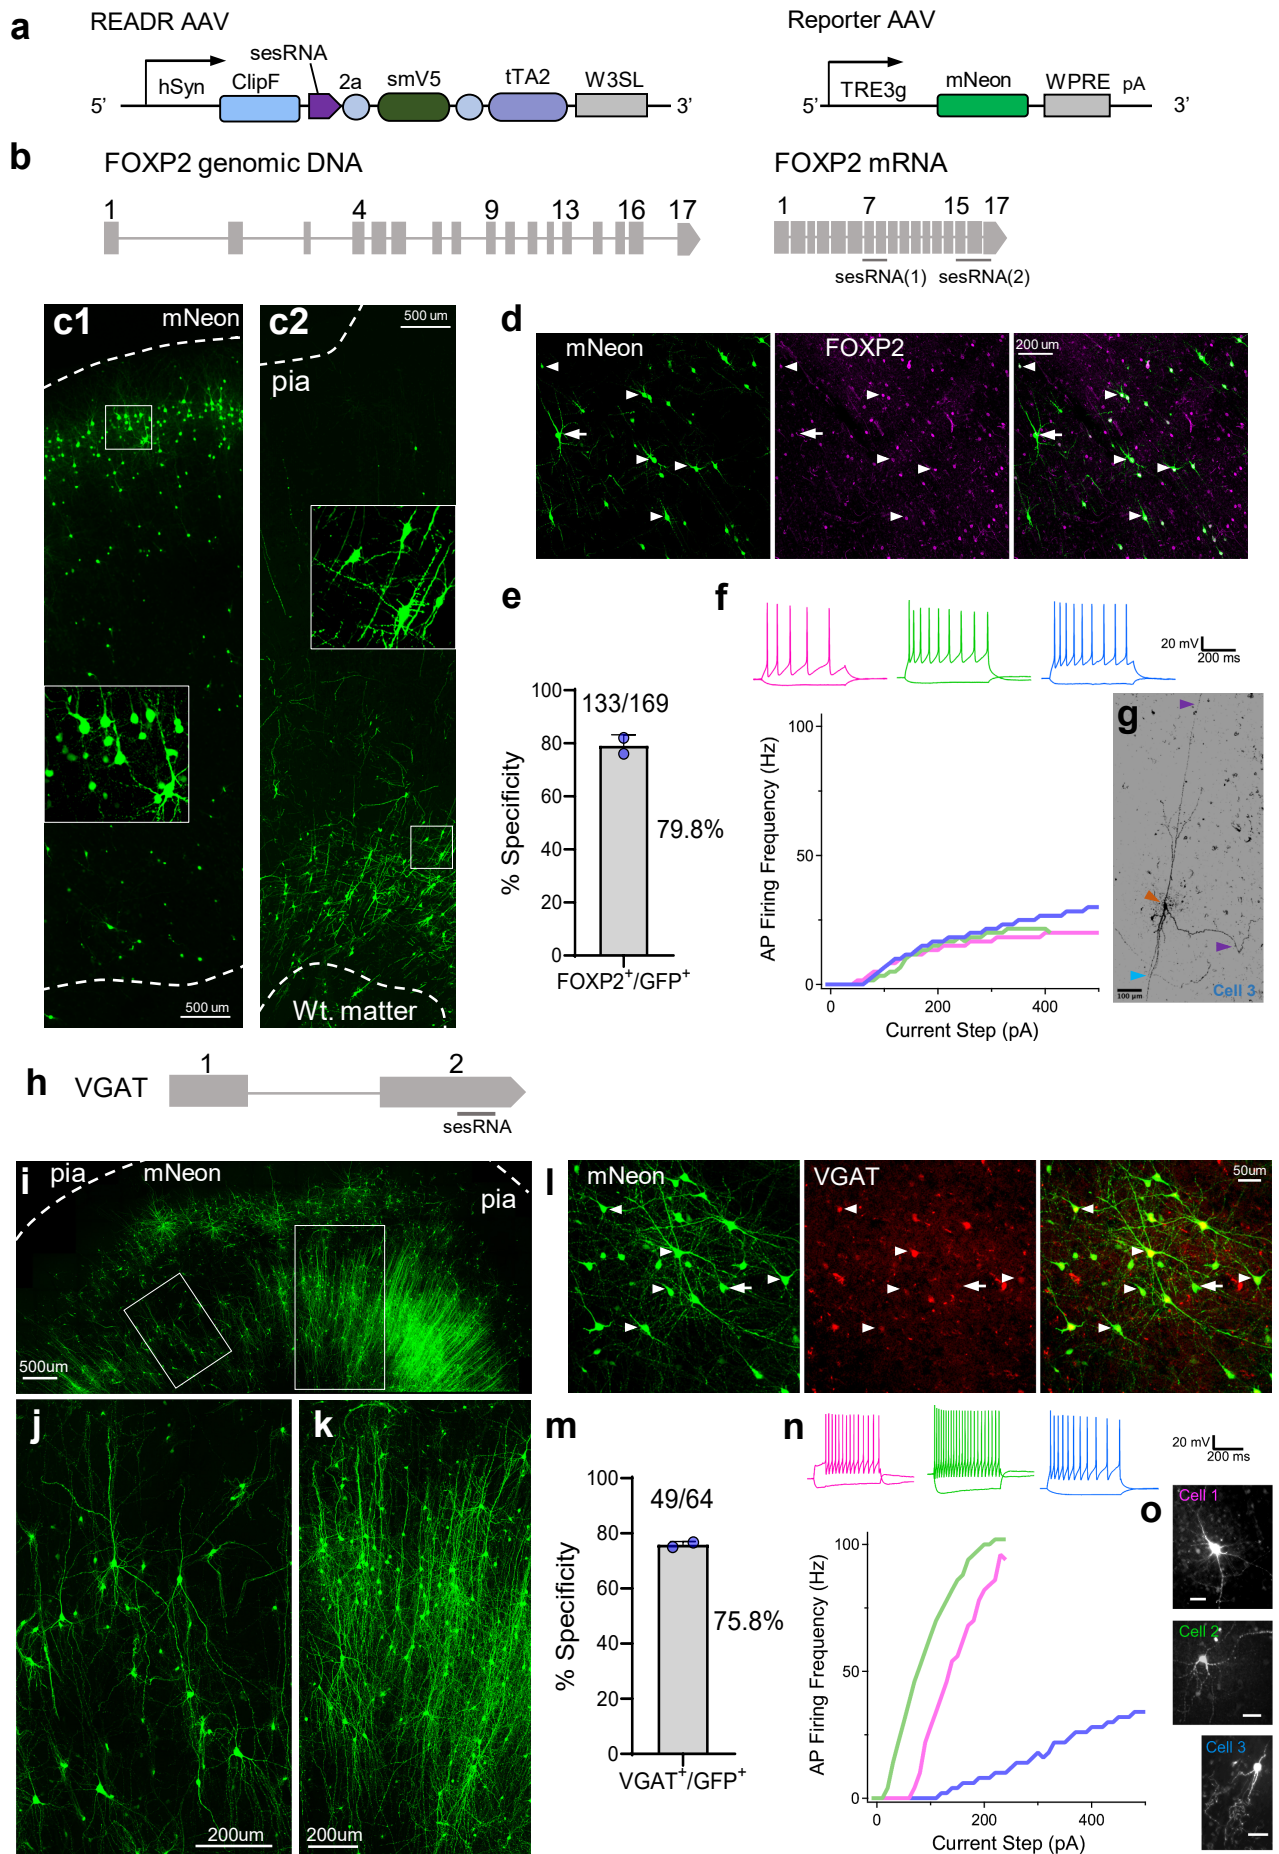 a
READR AAV
Reporter AAV
sesRNA
hSyn
ClipF
2a
smV5
tTA2
W3SL
5’
3’
TRE3g
mNeon
WPRE
pA
5’
3’
b
FOXP2 genomic DNA
FOXP2 mRNA
1
4
9
13
16
17
1
7
15
17
sesRNA(1)
sesRNA(2)
c1
mNeon
500 um
c2
500 um
pia
Wt. matter
d
mNeon
FOXP2
200 um
e
% Specificity
100
80
60
40
20
0
133/169
79.8%
FOXP2+/GFP+
f
20 mV
200 ms
AP Firing Frequency (Hz)
100
50
0
0
200
400
Current Step (pA)
g
100 µm
Cell 3
h
VGAT
1
2
sesRNA
i
pia
mNeon
pia
500um
j
200um
k
200um
l
mNeon
VGAT
50um
m
% Specificity
100
80
60
40
20
0
49/64
75.8%
VGAT+/GFP+
n
20 mV
200 ms
AP Firing Frequency (Hz)
100
50
0
0
200
400
Current Step (pA)
o
Cell 1
Cell 2
Cell 3